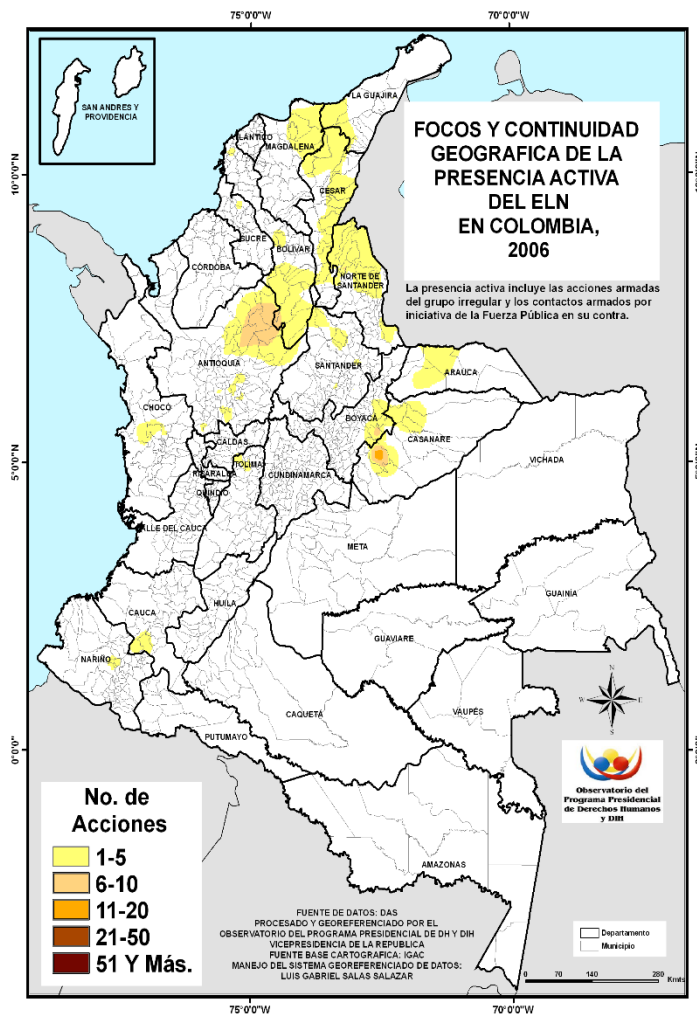 75°0'0"W
70°0'0"W
SAN ANDRES Y
PROVIDENCIA
LA GUAJIRA
MAGDALENA
FOCOS Y CONTINUIDAD
GEOGRAFICA DE LA
PRESENCIA ACTIVA
DEL ELN
EN COLOMBIA,
2006
10°0'0"N
CESAR
SUCRE
BOLIVAR
CÓRDOBA
NORTE DE
SANTANDER
La presencia activa incluye las acciones armadas
del grupo irregular y los contactos armados por
iniciativa de la Fuerza Pública en su contra.
ANTIOQUIA
SANTANDER
ARAUCA
CHOCÓ
BOYACÁ
CASANARE
CALDAS
5°0'0"N
TOLIMA
CUNDINAMARCA
VICHADA
QUINDIO
VALLE DEL CAUCA
META
CAUCA
HUILA
GUAINÍA
GUAVIARE
NARIÑO
N
W
E
S
CAQUETÁ
VAUPÉS
PUTUMAYO
0°0'0"
Observatorio del
Programa Presidencial
de Derechos Humanos
y DIH
AMAZONAS
No. de
Acciones
1-5
6-10
11-20
21-50
51 Y Más.
FUENTE DE DATOS: DAS
PROCESADO Y GEOREFERENCIADO POR EL
OBSERVATORIO DEL PROGRAMA PRESIDENCIAL DE DH Y DIH
VICEPRESIDENCIA DE LA REPUBLICA
FUENTE BASE CARTOGRAFICA: IGAC
MANEJO DEL SISTEMA GEOREFERENCIADO DE DATOS:
LUIS GABRIEL SALAS SALAZAR
Departamento
Municipio
0 70 140 280
Kmts
75°0'0"W
70°0'0"W